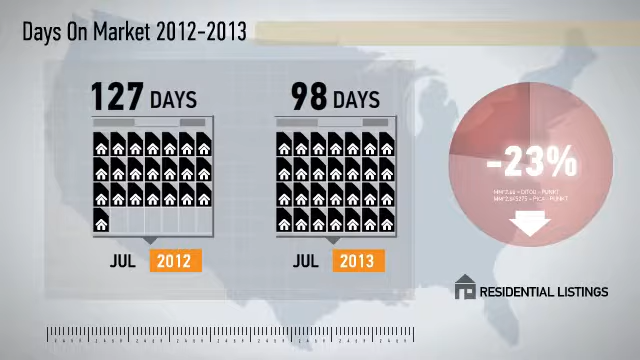 Days On Market 2012-2013
127 DAYS
98 DAYS
-23%
JUL 2012
JUL 2013
RESIDENTIAL LISTINGS